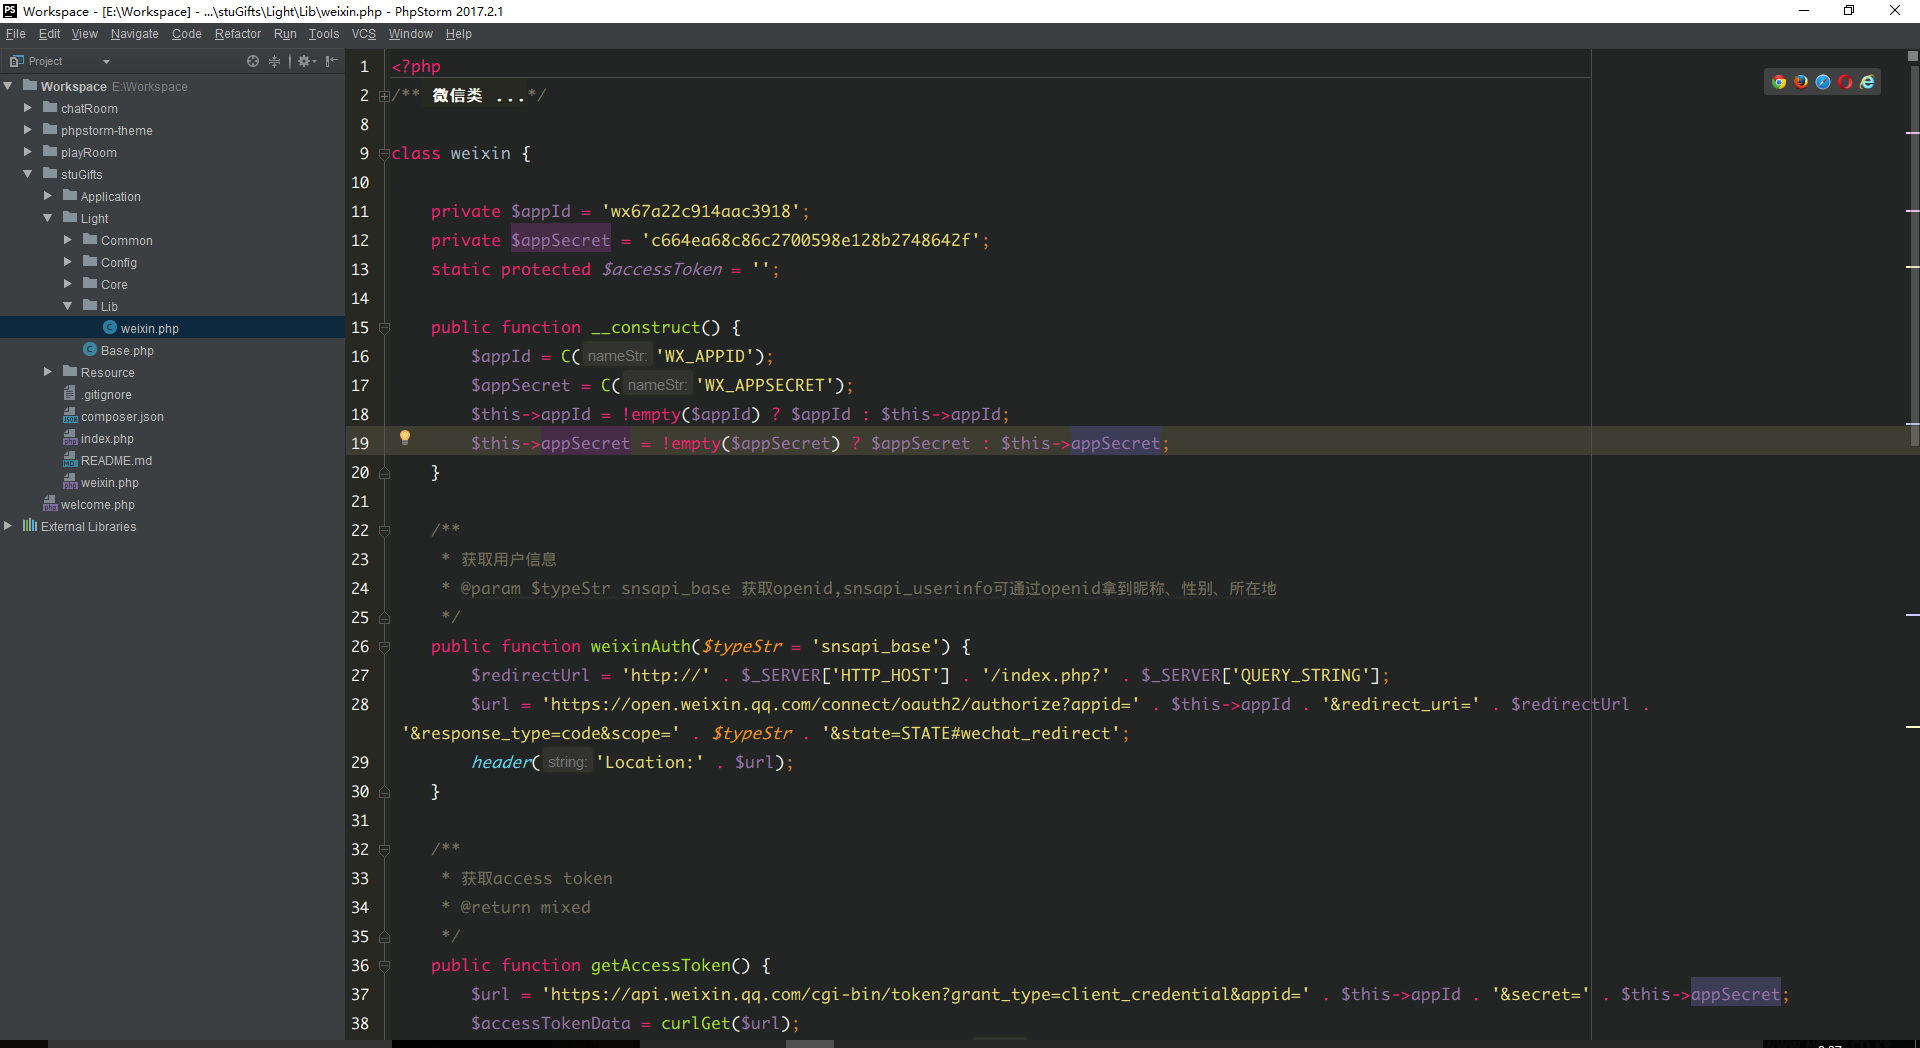 Workspace - [E:\Workspace] - ...\stuGifts\Light\Lib\weixin.php - PhpStorm 2017.2.1
File Edit View Navigate Code Refactor Run Tools VCS Window Help
Project
Workspace E:\Workspace
chatRoom
phpstorm-theme
playRoom
stuGifts
Application
Light
Common
Config
Core
Lib
weixin.php
Base.php
Resource
.gitignore
composer.json
index.php
README.md
weixin.php
welcome.php
External Libraries
1 <?php
2 /** 微信类 ...*/
8
9 class weixin {
10
11 private $appId = 'wx67a22c914aac3918';
12 private $appSecret = 'c664ea68c86c2700598e128b2748642f';
13 static protected $accessToken = '';
14
15 public function __construct() {
16 $appId = C( nameStr: 'WX_APPID');
17 $appSecret = C( nameStr: 'WX_APPSECRET');
18 $this->appId = !empty($appId) ? $appId : $this->appId;
19 $this->appSecret = !empty($appSecret) ? $appSecret : $this->appSecret;
20 }
21
22 /**
23 * 获取用户信息
24 * @param $typeStr snsapi_base 获取openid,snsapi_userinfo可通过openid拿到昵称、性别、所在地
25 */
26 public function weixinAuth($typeStr = 'snsapi_base') {
27 $redirectUrl = 'http://' . $_SERVER['HTTP_HOST'] . '/index.php?' . $_SERVER['QUERY_STRING'];
28 $url = 'https://open.weixin.qq.com/connect/oauth2/authorize?appid=' . $this->appId . '&redirect_uri=' . $redirectUrl .
'&response_type=code&scope=' . $typeStr . '&state=STATE#wechat_redirect';
29 header( string: 'Location:' . $url);
30 }
31
32 /**
33 * 获取access token
34 * @return mixed
35 */
36 public function getAccessToken() {
37 $url = 'https://api.weixin.qq.com/cgi-bin/token?grant_type=client_credential&appid=' . $this->appId . '&secret=' . $this->appSecret;
38 $accessTokenData = curlGet($url);